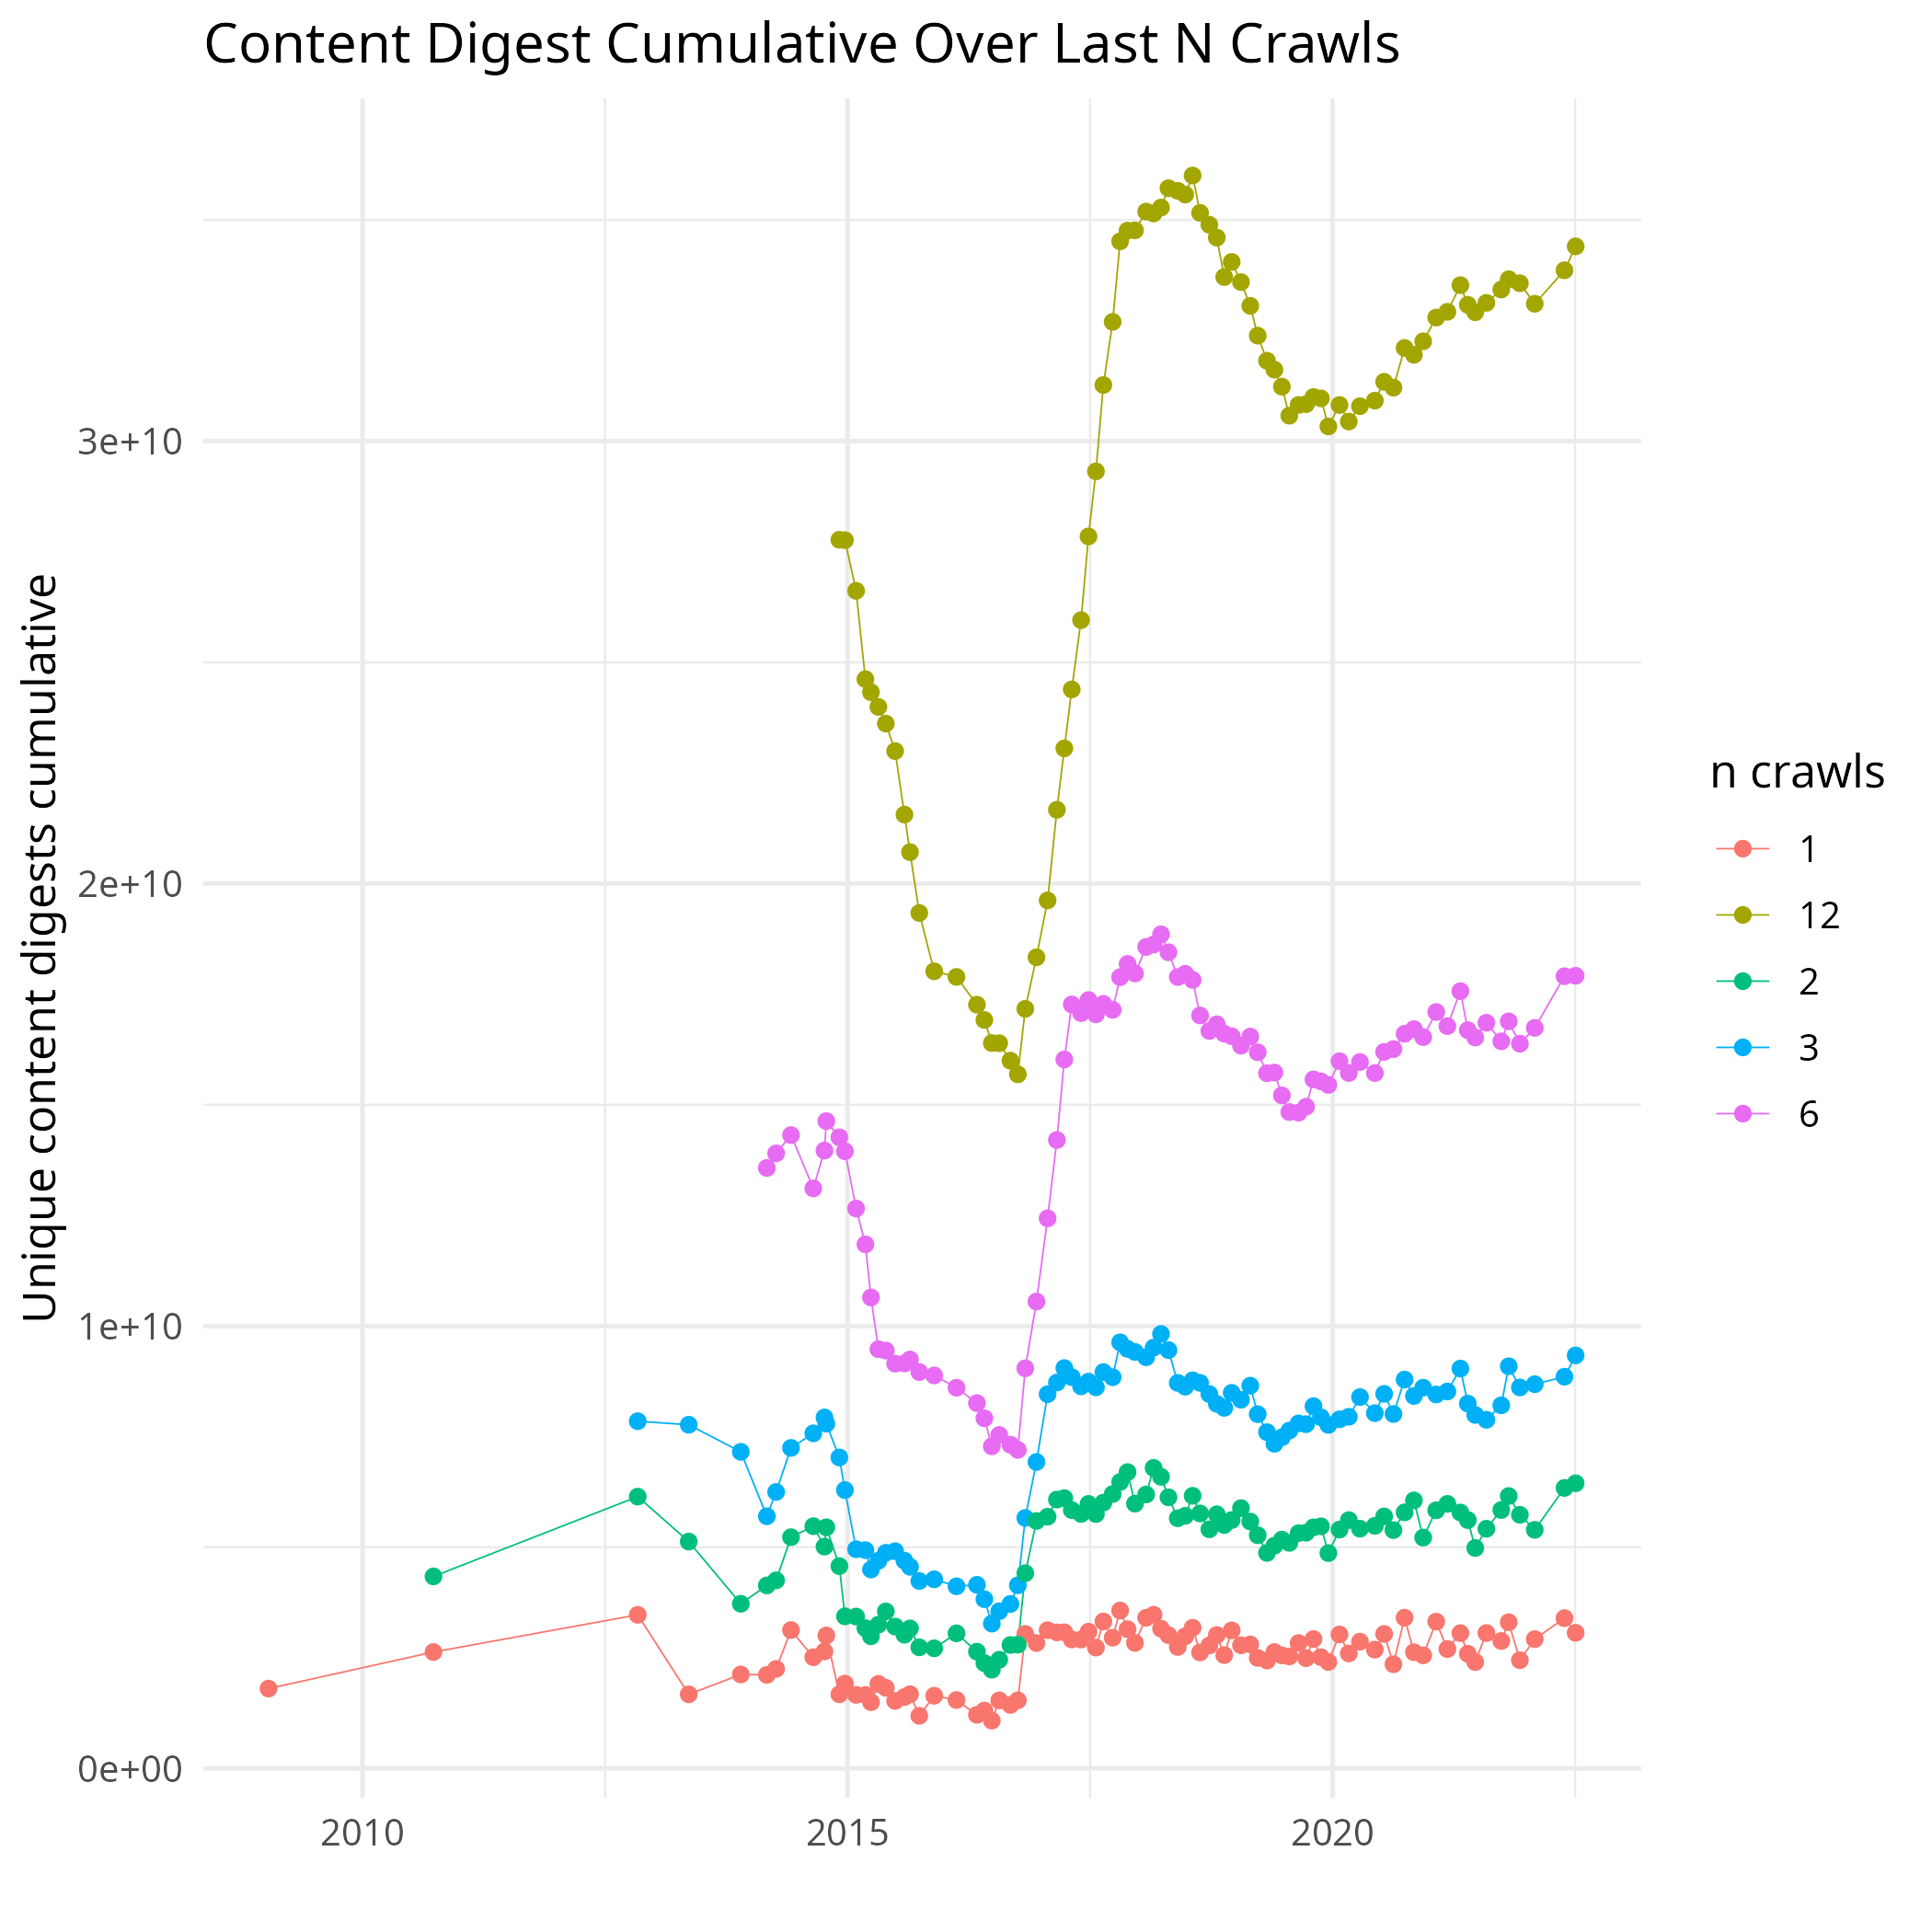 Content Digest Cumulative Over Last N Crawls
Unique content digests cumulative
3e+10
2e+10
1e+10
0e+00
2010
2015
2020
n crawls
1
12
2
3
6